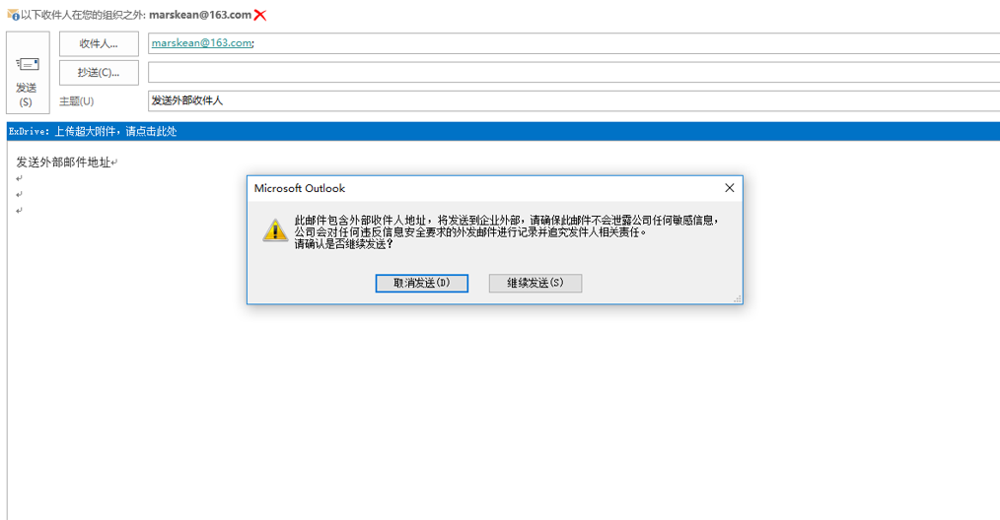 以下收件人在您的组织之外: marskean@163.com
发送
(S)
收件人...
marskean@163.com;
抄送(C)...
主题(U)
发送外部收件人
ExDrive: 上传超大附件，请点击此处
发送外部邮件地址
Microsoft Outlook
此邮件包含外部收件人地址，将发送到企业外部，请确保此邮件不会泄露公司任何敏感信息，
公司会对任何违反信息安全要求的外发邮件进行记录并追究发件人相关责任。
请确认是否继续发送？
取消发送(D)
继续发送(S)